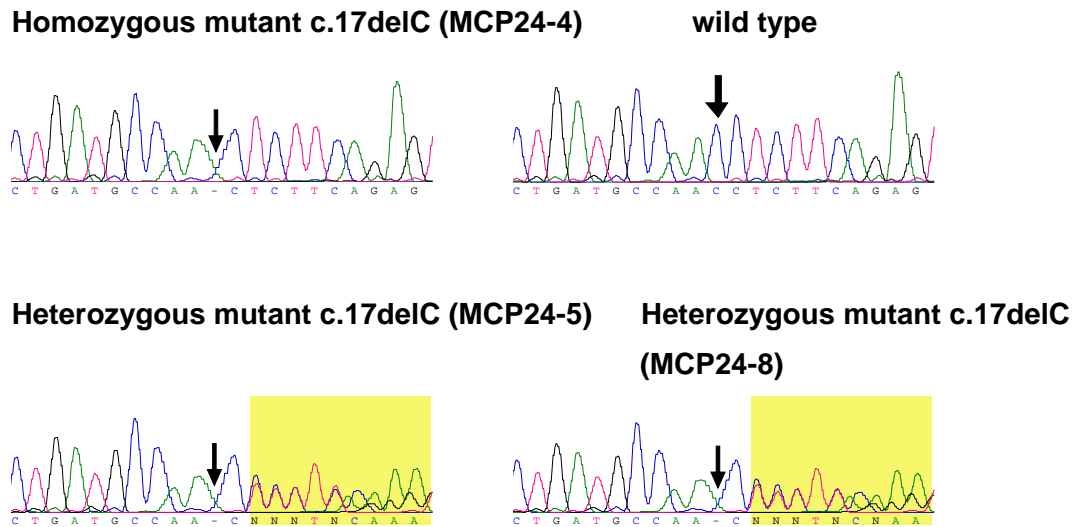 Homozygous mutant c.17delC (MCP24-4)
wild type
C T G A T G C C A A - C T C T T C A G A G
C T G A T G C C A A C C T C T T C A G A G
Heterozygous mutant c.17delC (MCP24-5)
Heterozygous mutant c.17delC
(MCP24-8)
C T G A T G C C A A - C N N N T N C A A A
C T G A T G C C A A - C N N N T N C N A A